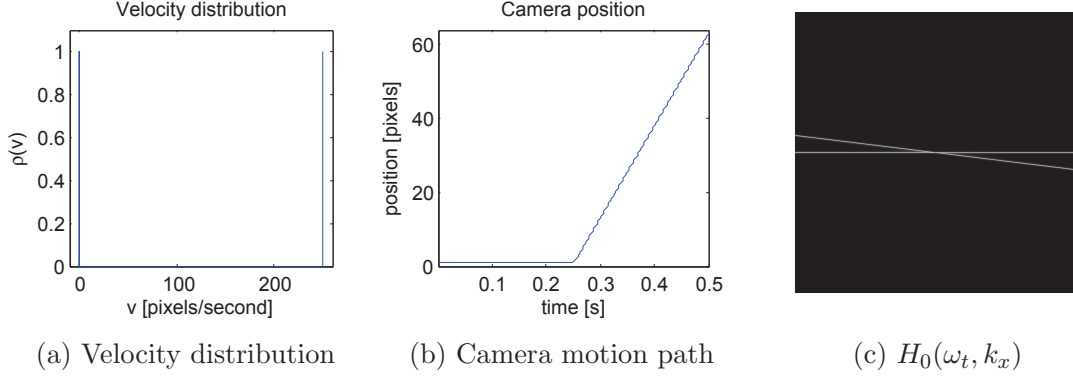 Velocity distribution
ρ(v)
1
0.8
0.6
0.4
0.2
0
0 100 200
v [pixels/second]
(a) Velocity distribution
Camera position
position [pixels]
60
40
20
0
0.1 0.2 0.3 0.4 0.5
time [s]
(b) Camera motion path
(c) H₀(ωₜ, kₓ)